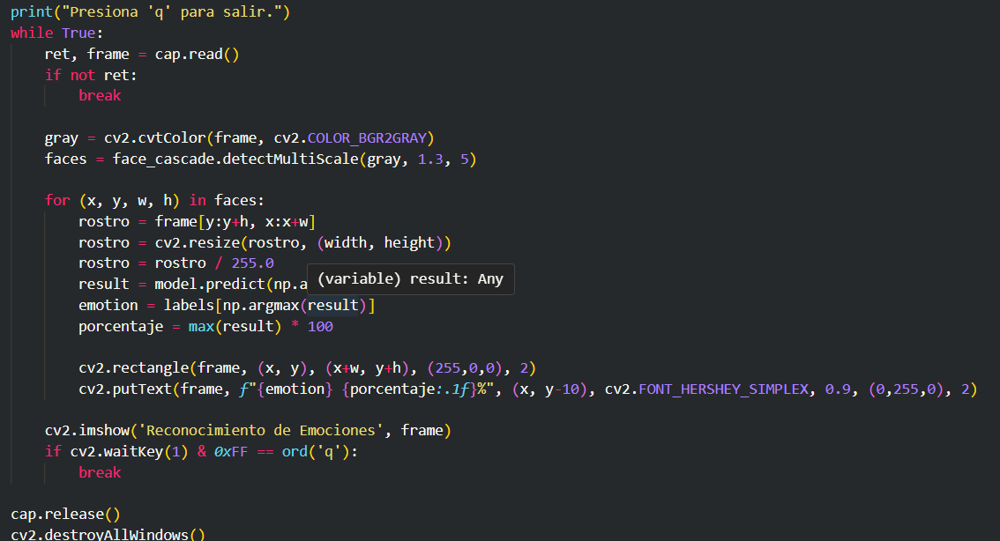 print("Presiona 'q' para salir.")
while True:
    ret, frame = cap.read()
    if not ret:
        break

    gray = cv2.cvtColor(frame, cv2.COLOR_BGR2GRAY)
    faces = face_cascade.detectMultiScale(gray, 1.3, 5)

    for (x, y, w, h) in faces:
        rostro = frame[y:y+h, x:x+w]
        rostro = cv2.resize(rostro, (width, height))
        rostro = rostro / 255.0
        result = model.predict(np.a
(variable) result: Any
        emotion = labels[np.argmax(result)]
        porcentaje = max(result) * 100

        cv2.rectangle(frame, (x, y), (x+w, y+h), (255,0,0), 2)
        cv2.putText(frame, f"{emotion} {porcentaje:.1f}%", (x, y-10), cv2.FONT_HERSHEY_SIMPLEX, 0.9, (0,255,0), 2)

    cv2.imshow('Reconocimiento de Emociones', frame)
    if cv2.waitKey(1) & 0xFF == ord('q'):
        break

cap.release()
cv2.destroyAllWindows()